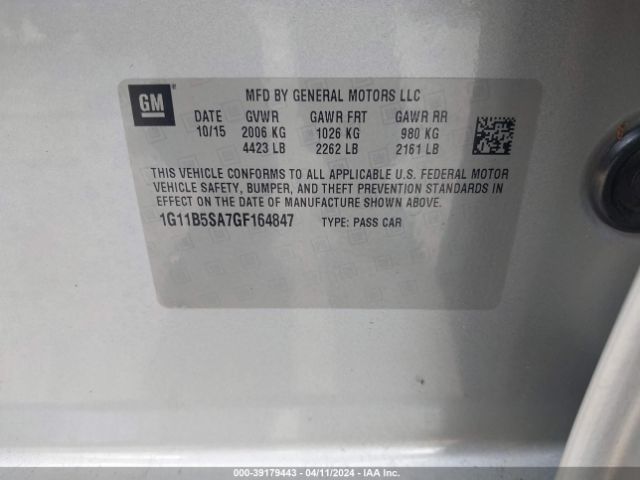 GM
MFD BY GENERAL MOTORS LLC
DATE GVWR GAWR FRT GAWR RR
10/15 2006 KG 1026 KG 980 KG
4423 LB 2262 LB 2161 LB
THIS VEHICLE CONFORMS TO ALL APPLICABLE U.S. FEDERAL MOTOR
VEHICLE SAFETY, BUMPER, AND THEFT PREVENTION STANDARDS IN
EFFECT ON THE DATE OF MANUFACTURE SHOWN ABOVE.
1G11B5SA7GF164847 TYPE: PASS CAR
000-39179443 / 04/11/2024 - IAA Inc.